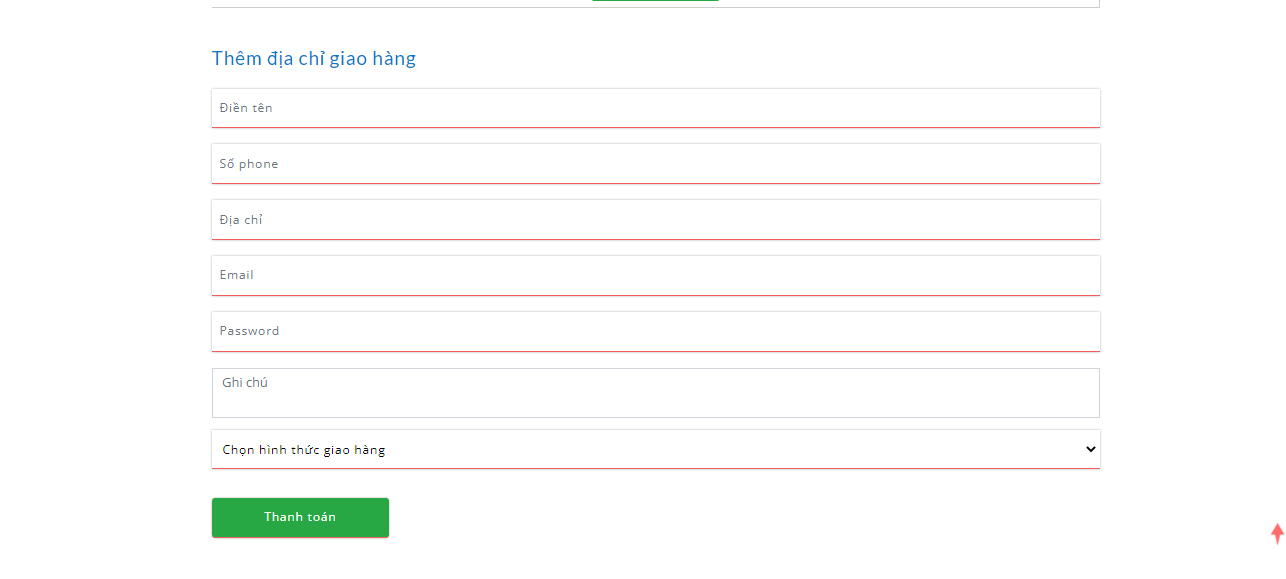 Thêm địa chỉ giao hàng
Điền tên
Số phone
Địa chỉ
Email
Password
Ghi chú
Chọn hình thức giao hàng
Thanh toán